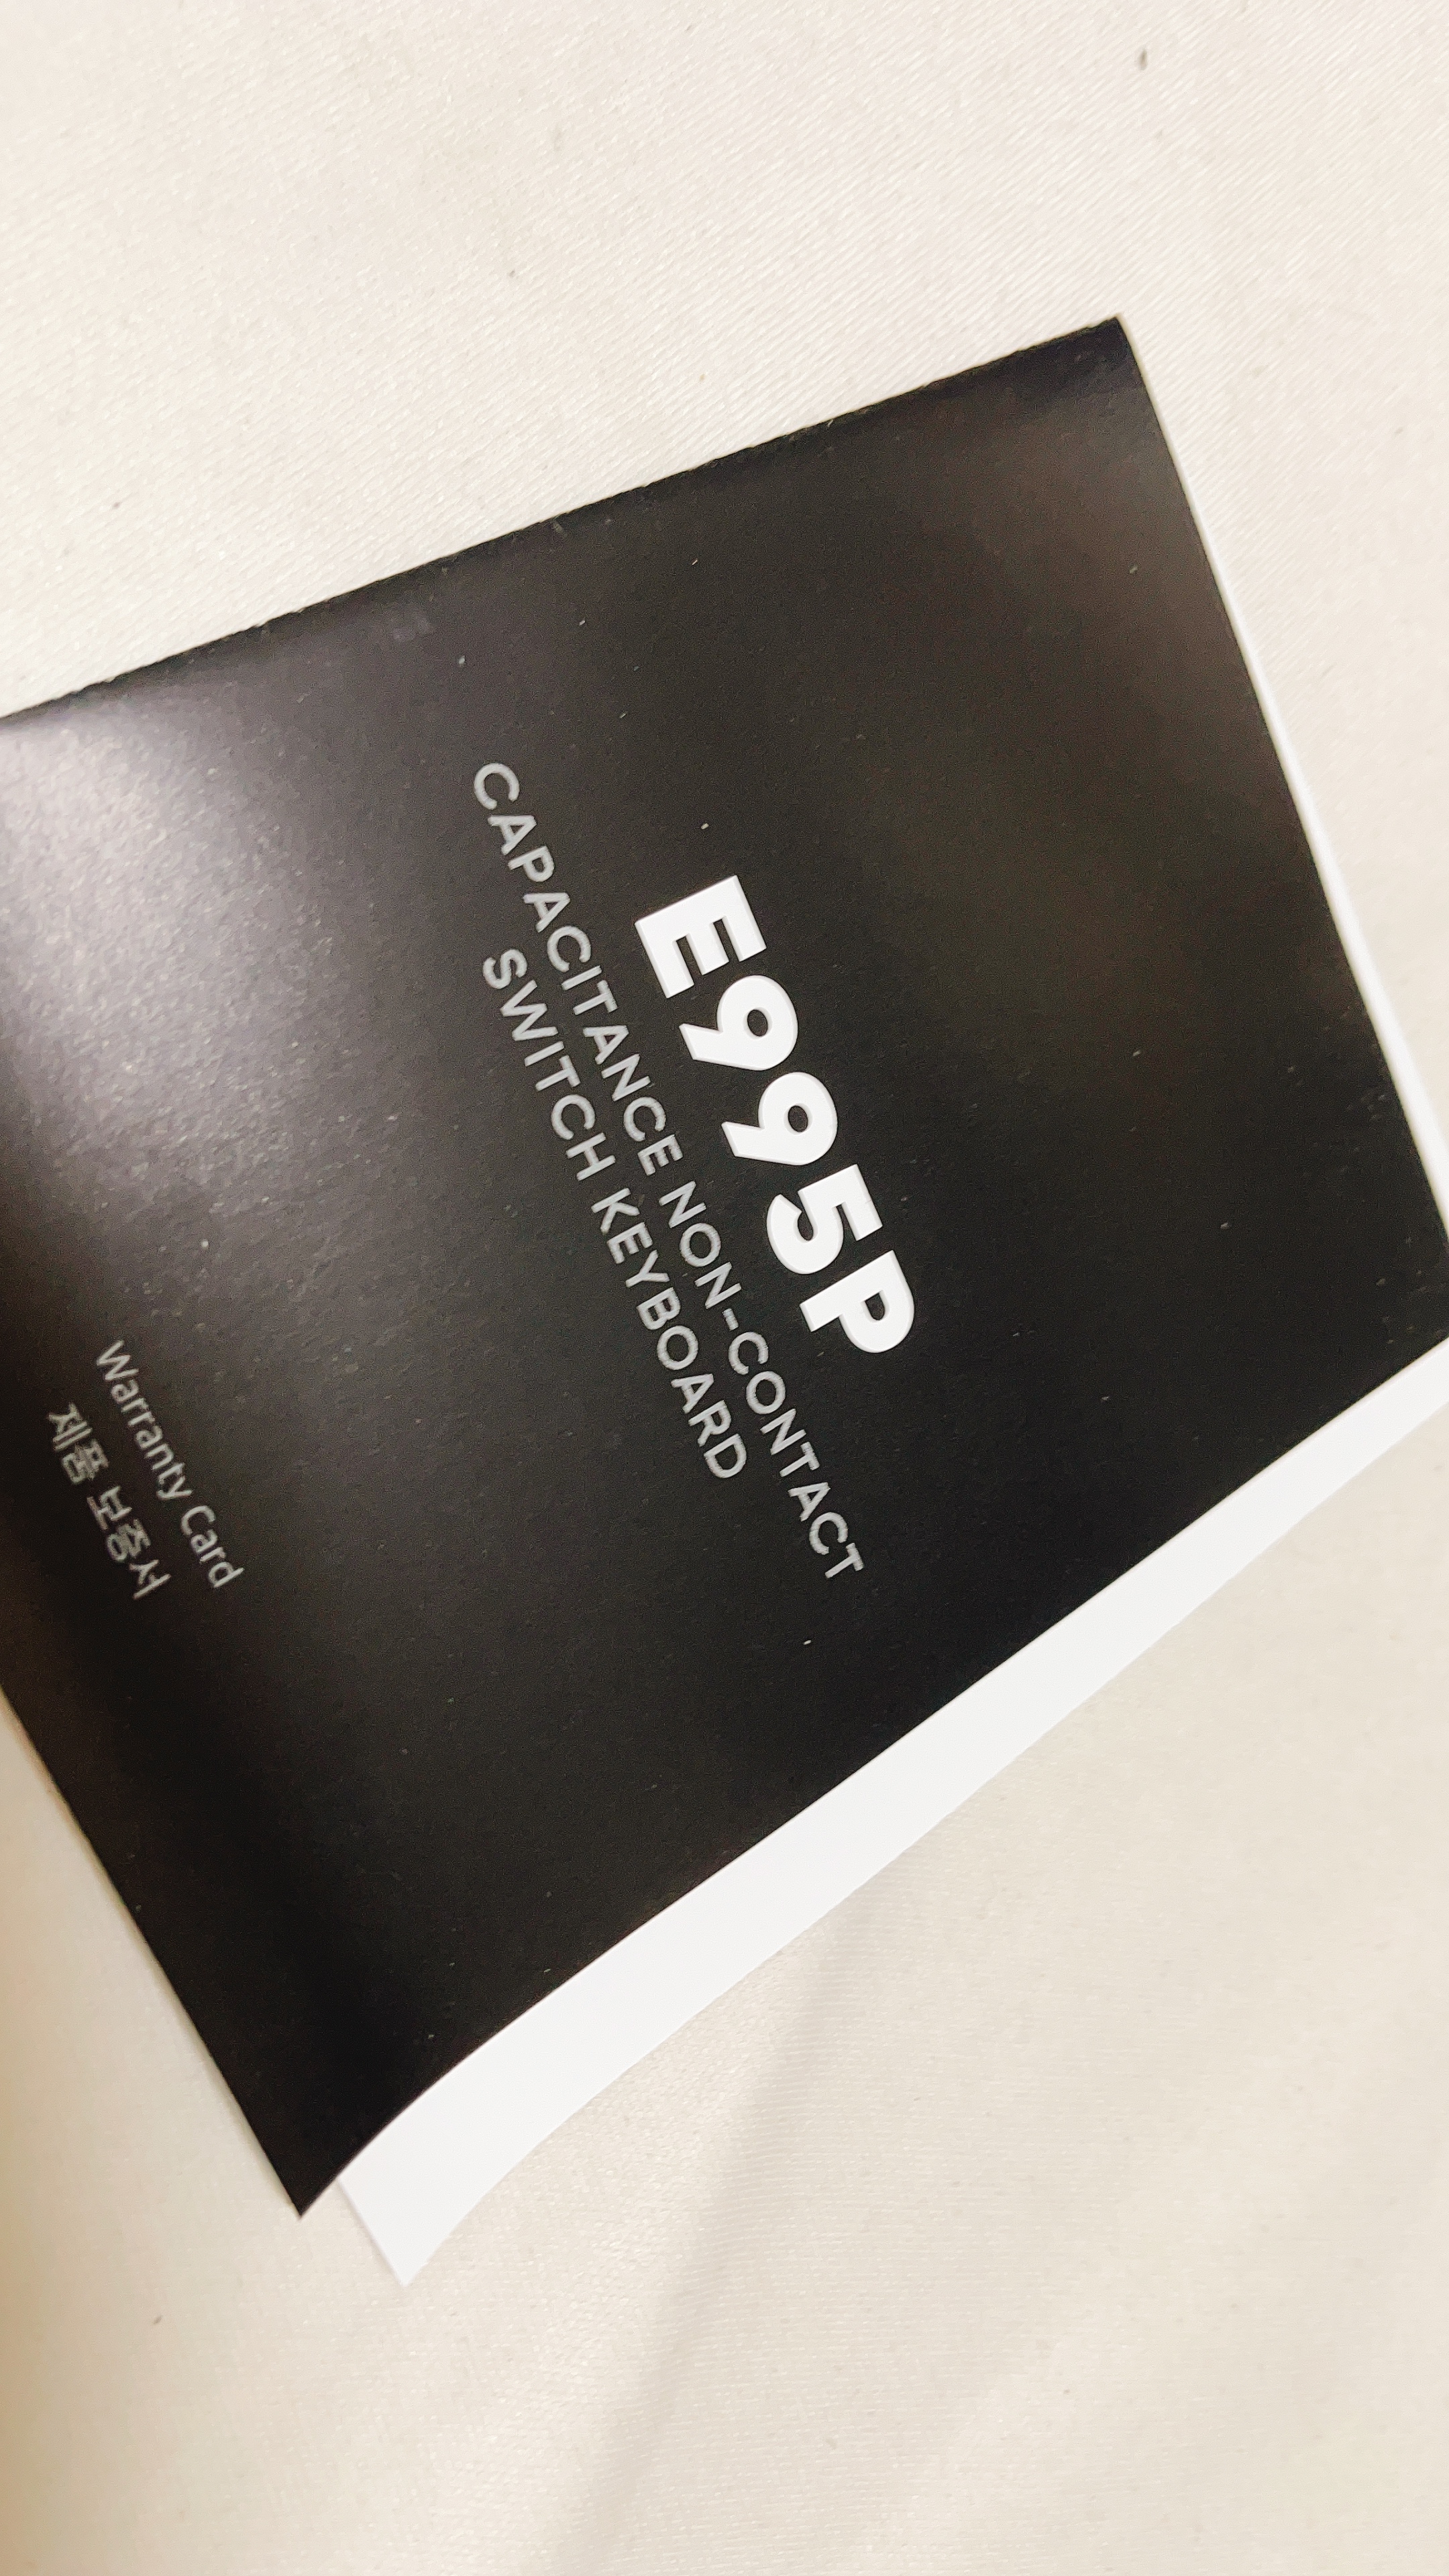 E995P
CAPACITANCE NON-CONTACT
SWITCH KEYBOARD
Warranty Card
제품 보증서